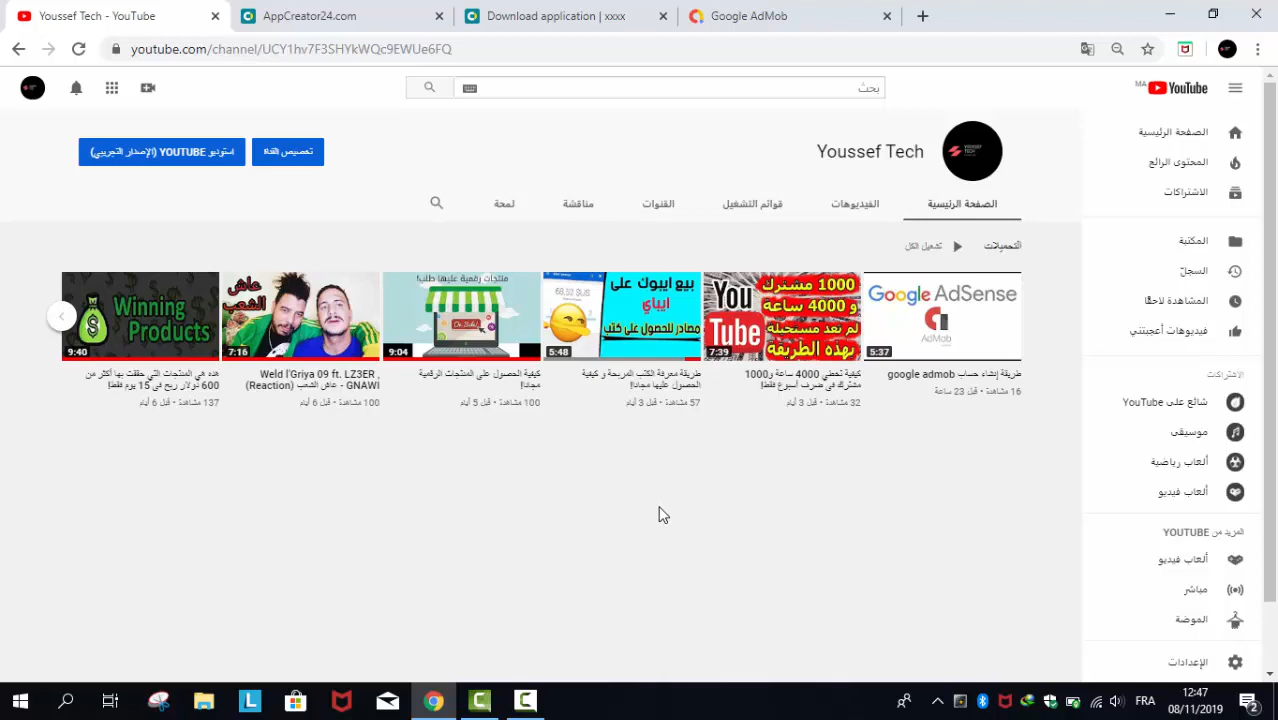 Youssef Tech - YouTube
AppCreator24.com
Download application | xxxx
Google AdMob
youtube.com/channel/UCY1hv7F3SHYkWQc9EWUe6FQ
YouTube MA
بحث
الصفحة الرئيسية
المحتوى الرائج
الاشتراكات
المكتبة
السجلّ
المشاهدة لاحقًا
فيديوهات أعجبتني
الاشتراكات
شائع على YouTube
موسيقى
ألعاب رياضية
ألعاب فيديو
المزيد من YOUTUBE
ألعاب فيديو
مباشر
الموضة
الإعدادات
Youssef Tech
تخصيص القناة
استوديو YOUTUBE (الإصدار التجريبي)
الصفحة الرئيسية
الفيديوهات
قوائم التشغيل
القنوات
مناقشة
لمحة
التحميلات
تشغيل الكل
Google AdSense
AdMob
5:37
طريقة إنشاء حساب google admob
16 مشاهدة • قبل 23 ساعة
1000 مشترك
و 4000 ساعة
لم تعد مستحيلة
بهذه الطريقة
You
Tube
7:39
كيفية تخطي 4000 ساعة و1000
مشترك في ظرف أسبوع فقط!
32 مشاهدة • قبل 3 أيام
بيع ايبوك على
ايباي
مصادر للحصول على كتب
5:48
طريقة معرفة الكتب المربحة و كيفية
الحصول عليها مجانا!
57 مشاهدة • قبل 3 أيام
منتجات رقمية عليها طلب!
9:04
كيفية الحصول على المنتجات الرقمية
مجانا!
100 مشاهدة • قبل 5 أيام
عاش
الشعب
7:16
Weld l'Griya 09 ft. LZ3ER ,
GNAWI - عاش الشعب (Reaction)
100 مشاهدة • قبل 6 أيام
Winning
Products
9:40
هذه هي المنتجات التي حققت بها أكثر من
600 دولار ربح في 15 يوم فقط!
137 مشاهدة • قبل 6 أيام
FRA
12:47
08/11/2019
2